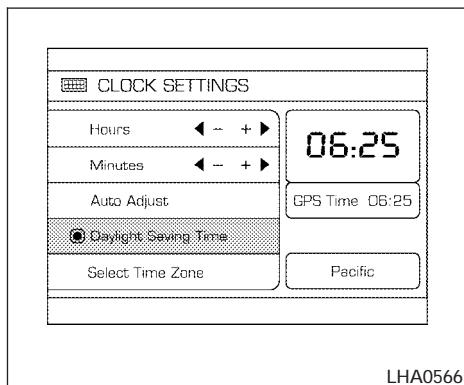 CLOCK SETTINGS
Hours - +
Minutes - +
Auto Adjust
Daylight Saving Time
Select Time Zone
06:25
GPS Time 06:25
Pacific
LHA0566